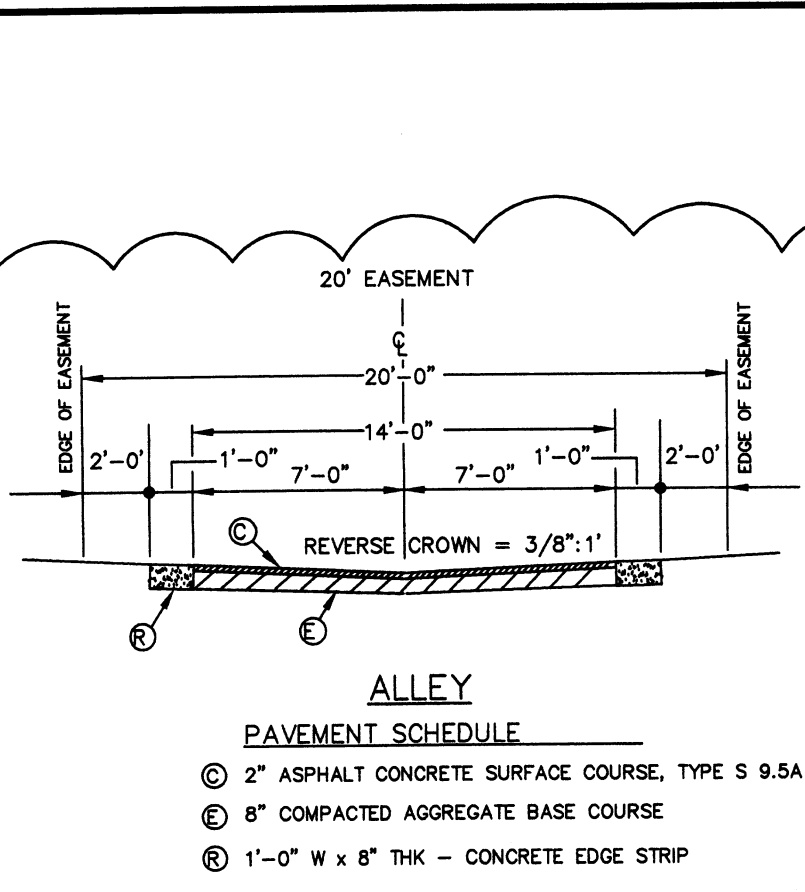 20' EASEMENT
EDGE OF EASEMENT
EDGE OF EASEMENT
℄
20'-0"
14'-0"
2'-0'
1'-0"
7'-0"
7'-0"
1'-0"
2'-0'
C
REVERSE CROWN = 3/8":1'
R
E
ALLEY
PAVEMENT SCHEDULE
C 2" ASPHALT CONCRETE SURFACE COURSE, TYPE S 9.5A
E 8" COMPACTED AGGREGATE BASE COURSE
R 1'-0" W x 8" THK - CONCRETE EDGE STRIP